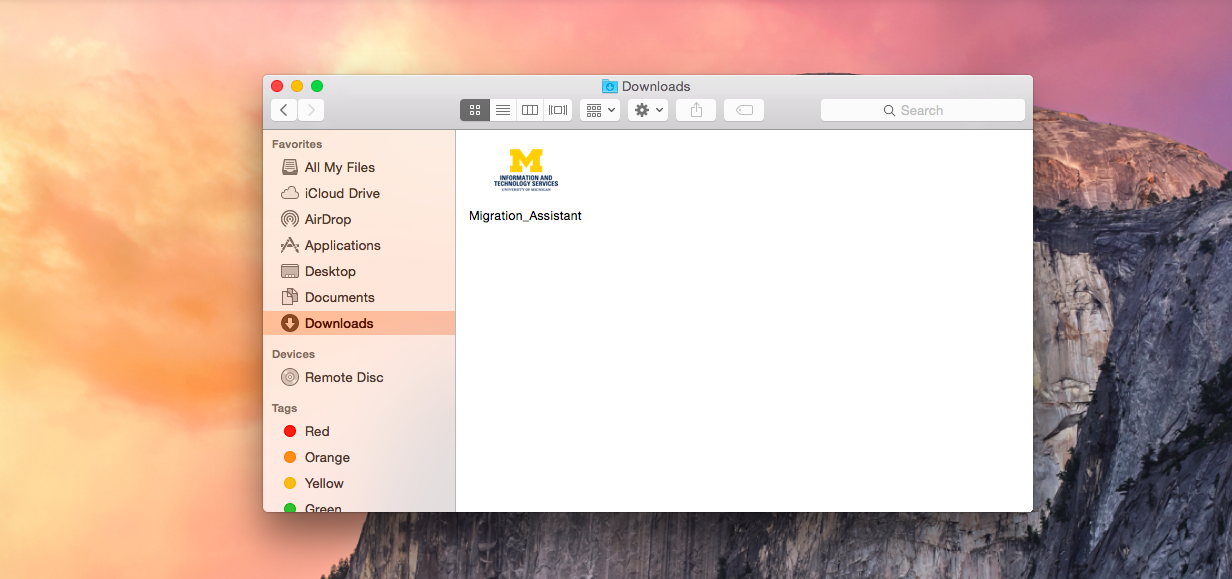 Downloads
Search
Favorites
All My Files
iCloud Drive
AirDrop
Applications
Desktop
Documents
Downloads
Devices
Remote Disc
Tags
Red
Orange
Yellow
Green
M
INFORMATION AND
TECHNOLOGY SERVICES
UNIVERSITY OF MICHIGAN
Migration_Assistant